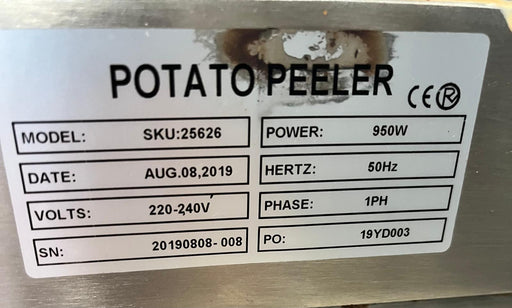 POTATO PEELER
CE R
MODEL: SKU:25626
POWER: 950W
DATE: AUG.08,2019
HERTZ: 50Hz
VOLTS: 220-240V
PHASE: 1PH
SN: 20190808-008
PO: 19YD003